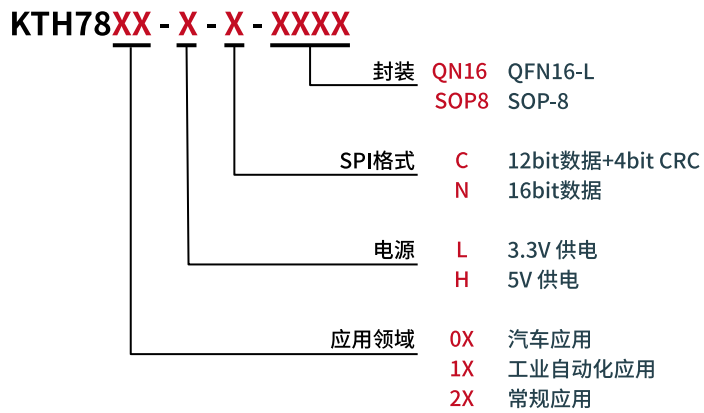 KTH78XX - X - X - XXXX
封装 QN16 QFN16-L
SOP8 SOP-8
SPI格式 C 12bit数据+4bit CRC
N 16bit数据
电源 L 3.3V 供电
H 5V 供电
应用领域 0X 汽车应用
1X 工业自动化应用
2X 常规应用